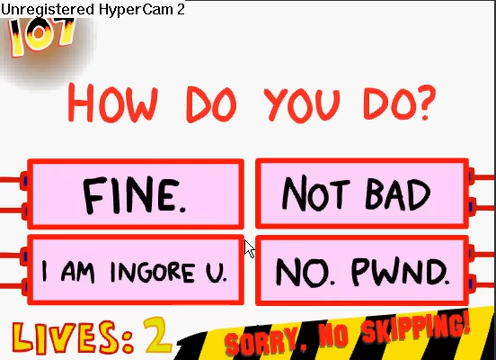 Unregistered HyperCam 2
107
HOW DO YOU DO?
FINE.
NOT BAD
I AM INGORE U.
NO. PWND.
LIVES: 2
SORRY, NO SKIPPING!